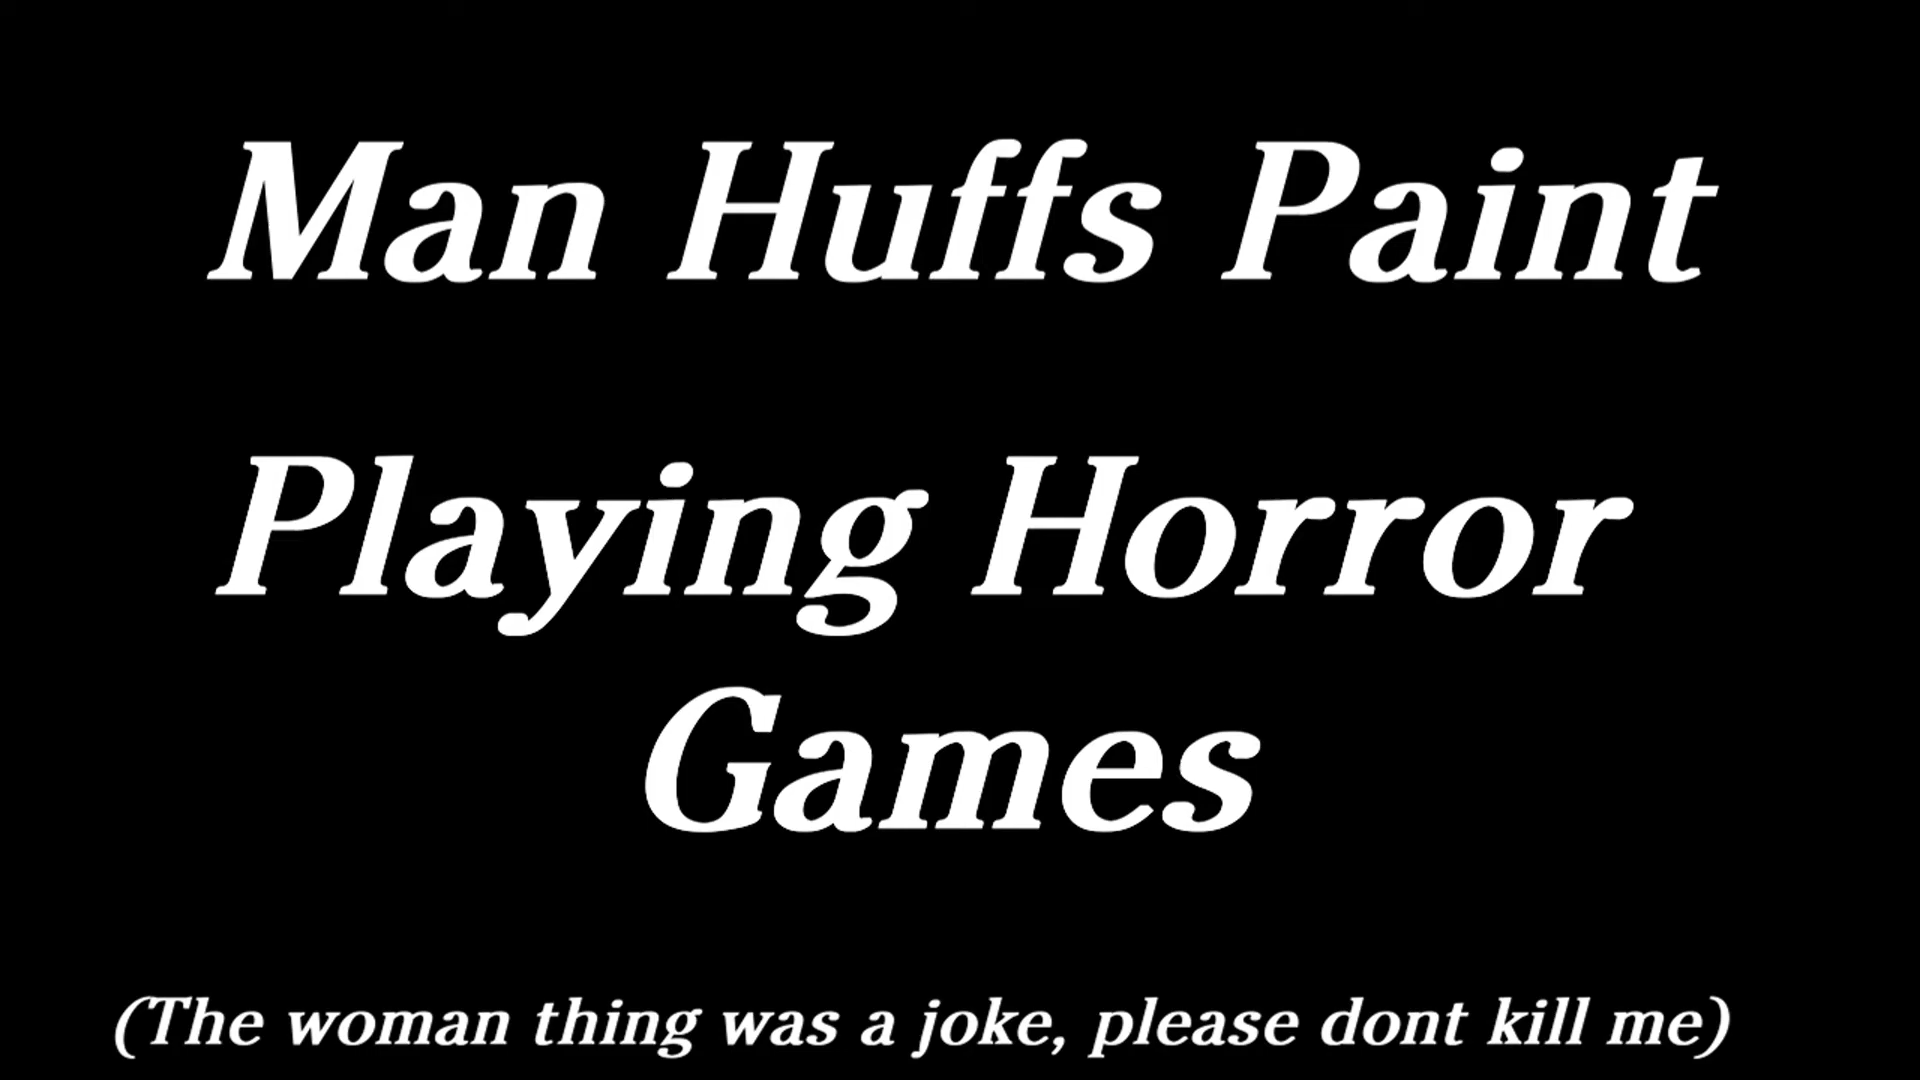 Man Huffs Paint
Playing Horror
Games
(The woman thing was a joke, please dont kill me)